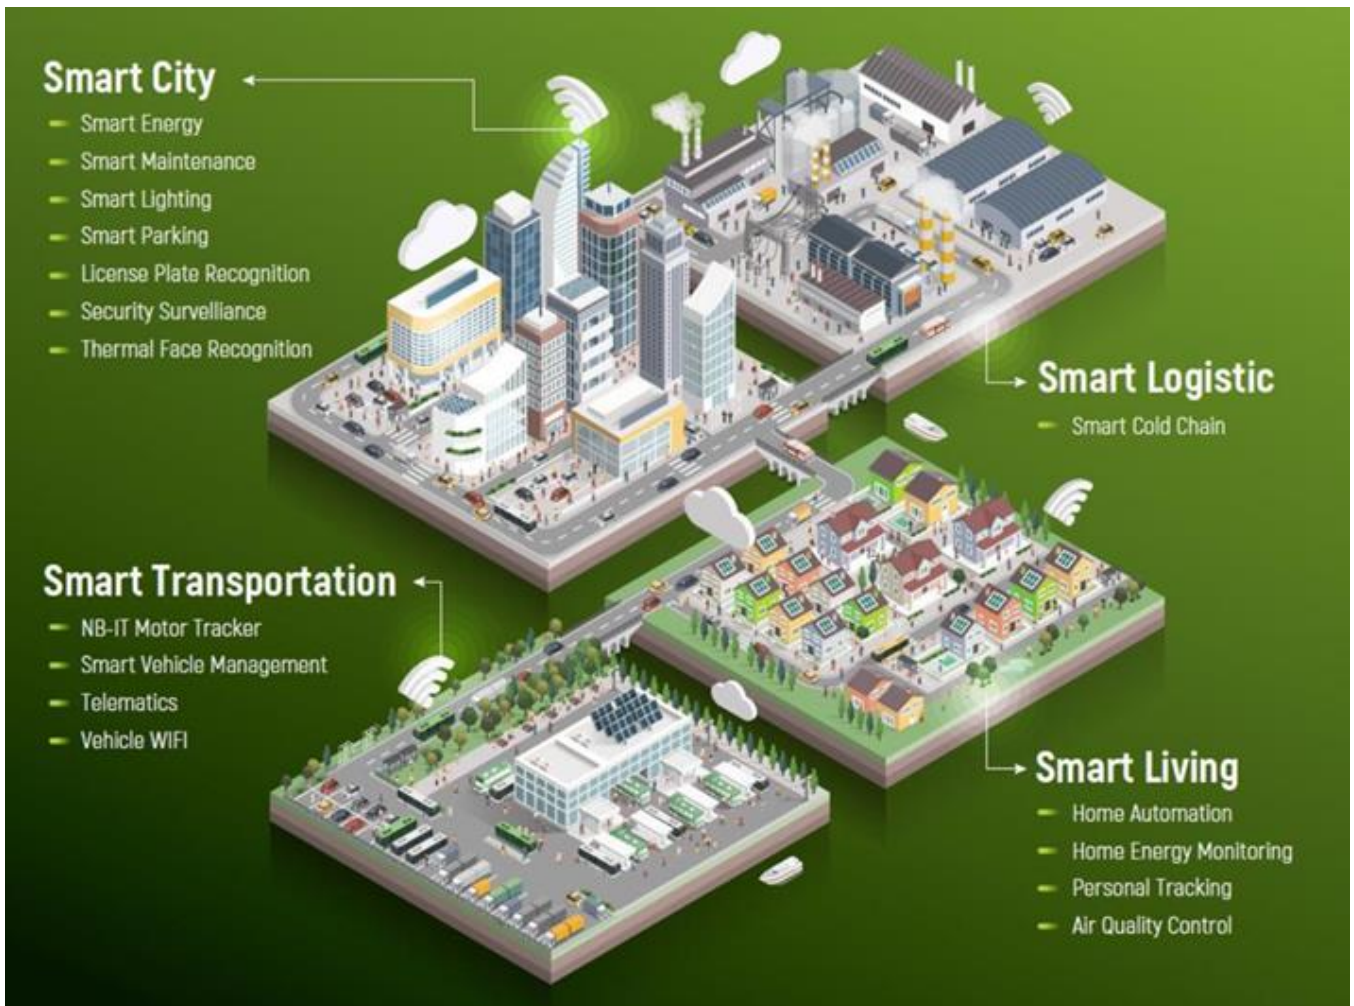 Smart City
Smart Energy
Smart Maintenance
Smart Lighting
Smart Parking
License Plate Recognition
Security Survelliance
Thermal Face Recognition
Smart Logistic
Smart Cold Chain
Smart Transportation
NB-IT Motor Tracker
Smart Vehicle Management
Telematics
Vehicle WIFI
Smart Living
Home Automation
Home Energy Monitoring
Personal Tracking
Air Quality Control